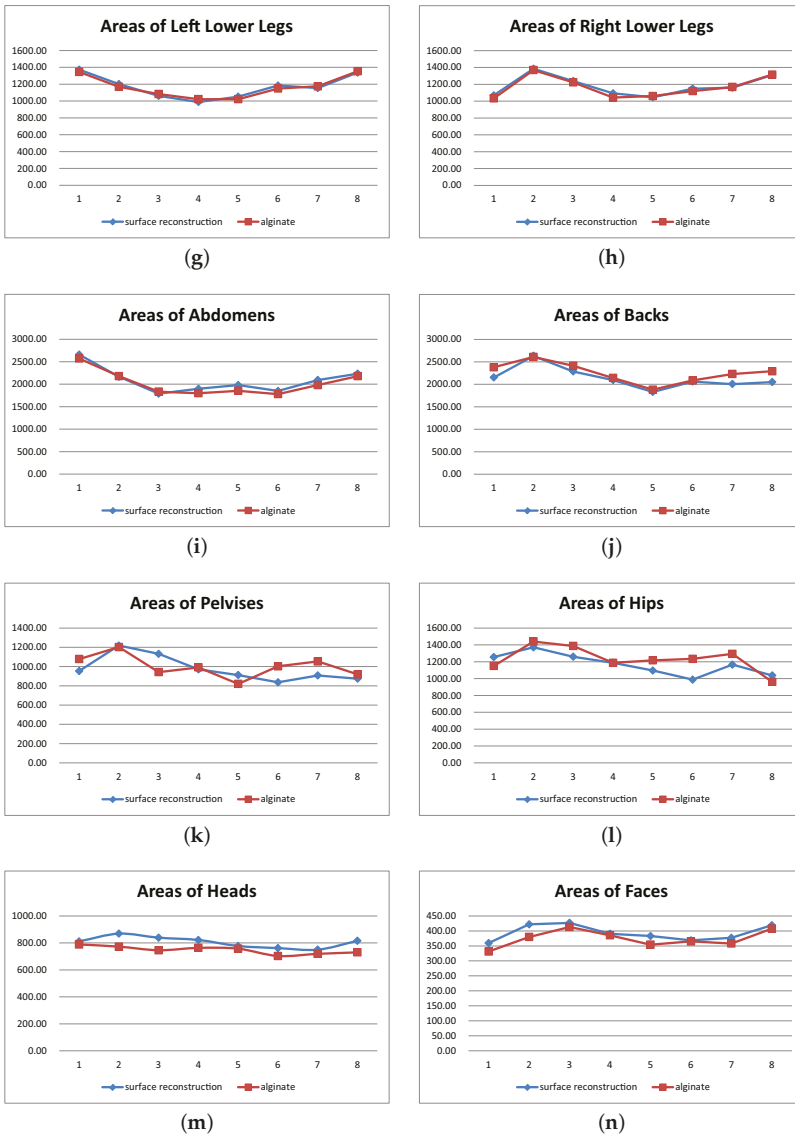 Areas of Left Lower Legs
1600.00
1400.00
1200.00
1000.00
800.00
600.00
400.00
200.00
0.00
1 2 3 4 5 6 7 8
surface reconstruction alginate
(g)
Areas of Right Lower Legs
1600.00
1400.00
1200.00
1000.00
800.00
600.00
400.00
200.00
0.00
1 2 3 4 5 6 7 8
surface reconstruction alginate
(h)
Areas of Abdomens
3000.00
2500.00
2000.00
1500.00
1000.00
500.00
0.00
1 2 3 4 5 6 7 8
surface reconstruction alginate
(i)
Areas of Backs
3000.00
2500.00
2000.00
1500.00
1000.00
500.00
0.00
1 2 3 4 5 6 7 8
surface reconstruction alginate
(j)
Areas of Pelvises
1400.00
1200.00
1000.00
800.00
600.00
400.00
200.00
0.00
1 2 3 4 5 6 7 8
surface reconstruction alginate
(k)
Areas of Hips
1600.00
1400.00
1200.00
1000.00
800.00
600.00
400.00
200.00
0.00
1 2 3 4 5 6 7 8
surface reconstruction alginate
(l)
Areas of Heads
1000.00
800.00
600.00
400.00
200.00
0.00
1 2 3 4 5 6 7 8
surface reconstruction alginate
(m)
Areas of Faces
450.00
400.00
350.00
300.00
250.00
200.00
150.00
100.00
50.00
0.00
1 2 3 4 5 6 7 8
surface reconstruction alginate
(n)